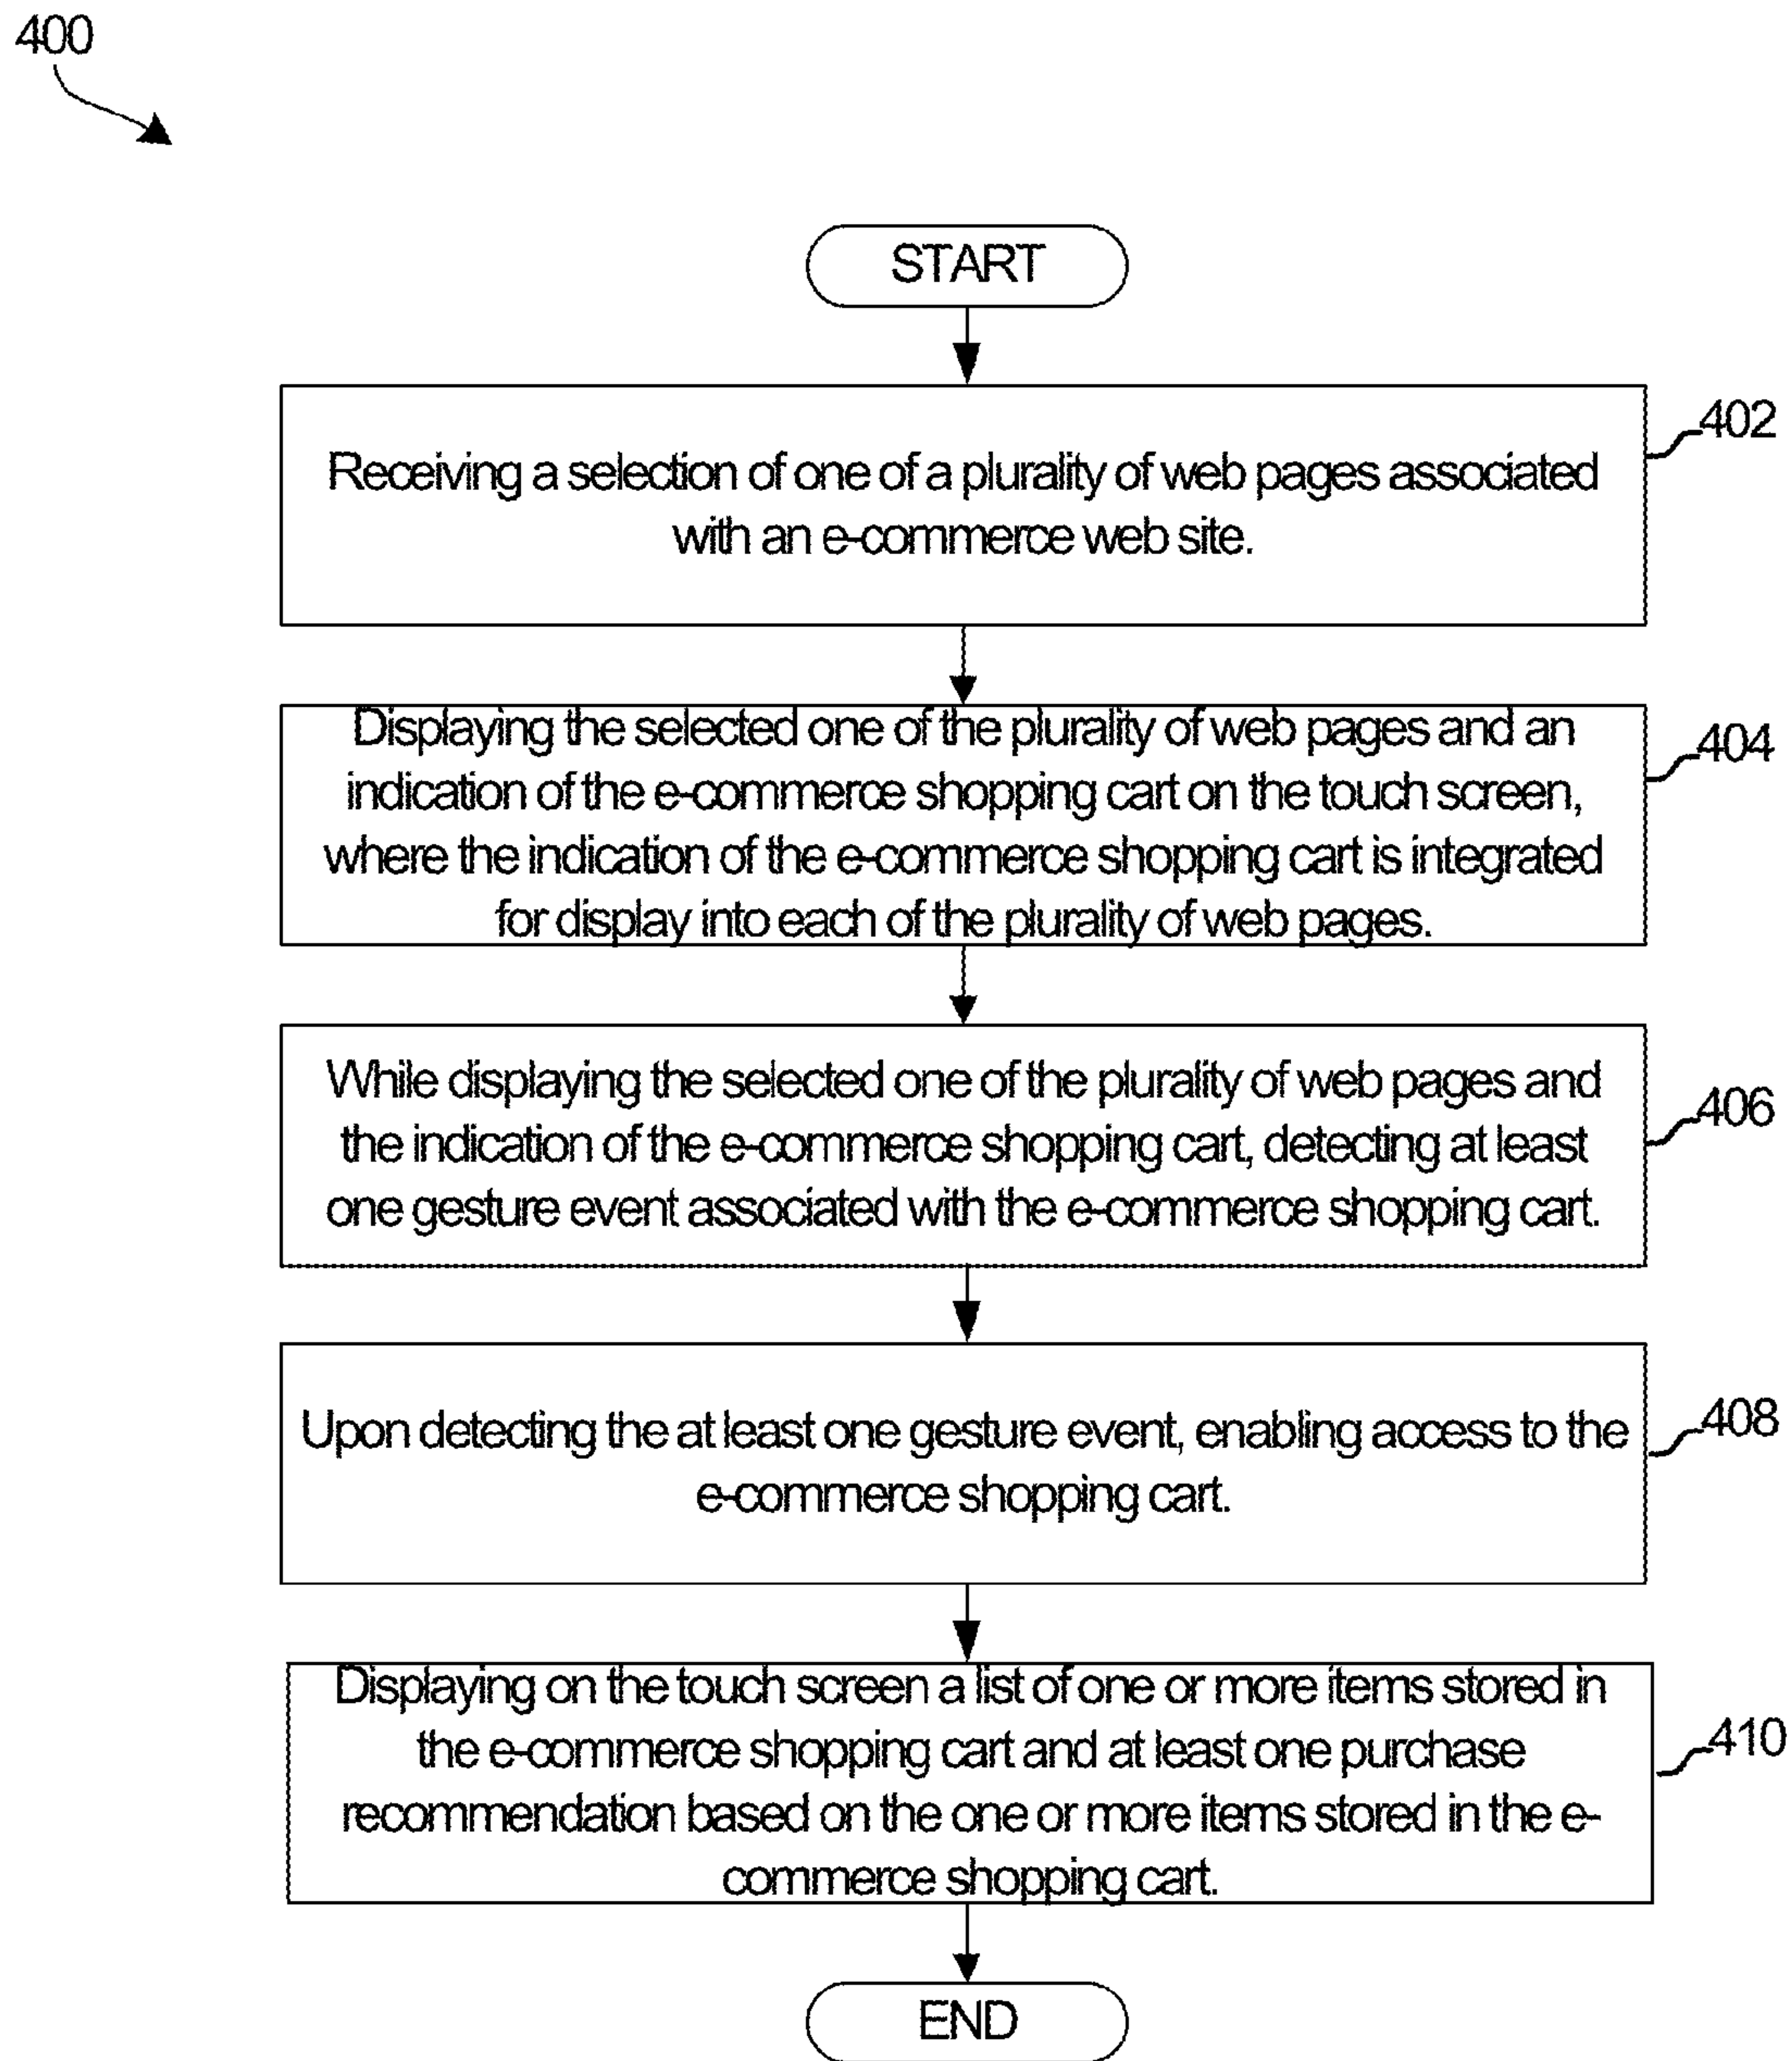 400
START
402
Receiving a selection of one of a plurality of web pages associated
with an e-commerce web site.
404
Displaying the selected one of the plurality of web pages and an
indication of the e-commerce shopping cart on the touch screen,
where the indication of the e-commerce shopping cart is integrated
for display into each of the plurality of web pages.
406
While displaying the selected one of the plurality of web pages and
the indication of the e-commerce shopping cart, detecting at least
one gesture event associated with the e-commerce shopping cart.
408
Upon detecting the at least one gesture event, enabling access to the
e-commerce shopping cart.
410
Displaying on the touch screen a list of one or more items stored in
the e-commerce shopping cart and at least one purchase
recommendation based on the one or more items stored in the e-
commerce shopping cart.
END